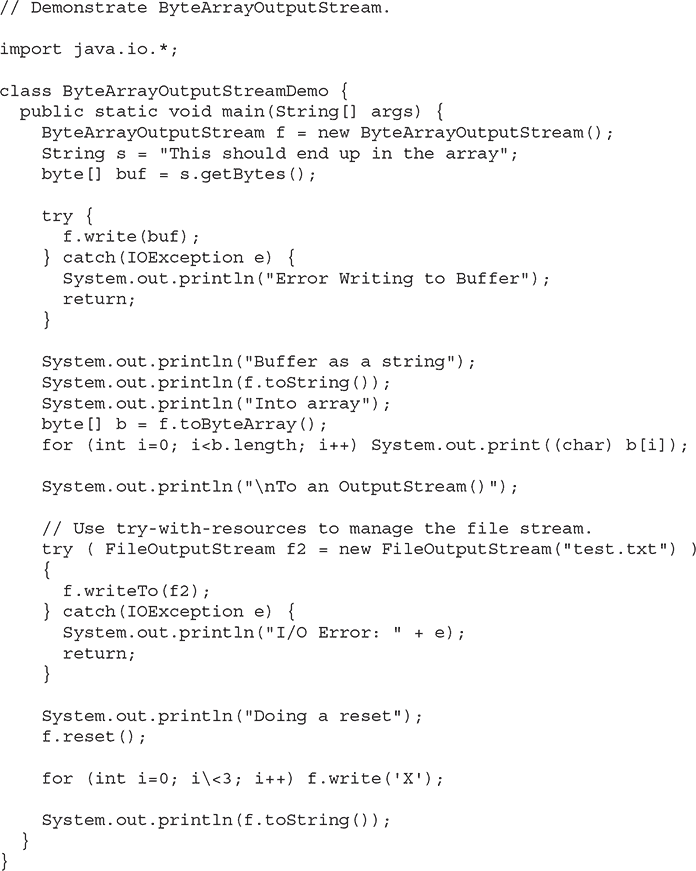 // Demonstrate ByteArrayOutputStream.

import java.io.*;

class ByteArrayOutputStreamDemo {
  public static void main(String[] args) {
    ByteArrayOutputStream f = new ByteArrayOutputStream();
    String s = "This should end up in the array";
    byte[] buf = s.getBytes();

    try {
      f.write(buf);
    } catch(IOException e) {
      System.out.println("Error Writing to Buffer");
      return;
    }

    System.out.println("Buffer as a string");
    System.out.println(f.toString());
    System.out.println("Into array");
    byte[] b = f.toByteArray();
    for (int i=0; i<b.length; i++) System.out.print((char) b[i]);

    System.out.println("\nTo an OutputStream()");

    // Use try-with-resources to manage the file stream.
    try ( FileOutputStream f2 = new FileOutputStream("test.txt") )
    {
      f.writeTo(f2);
    } catch(IOException e) {
      System.out.println("I/O Error: " + e);
      return;
    }

    System.out.println("Doing a reset");
    f.reset();

    for (int i=0; i\<3; i++) f.write('X');

    System.out.println(f.toString());
  }
}